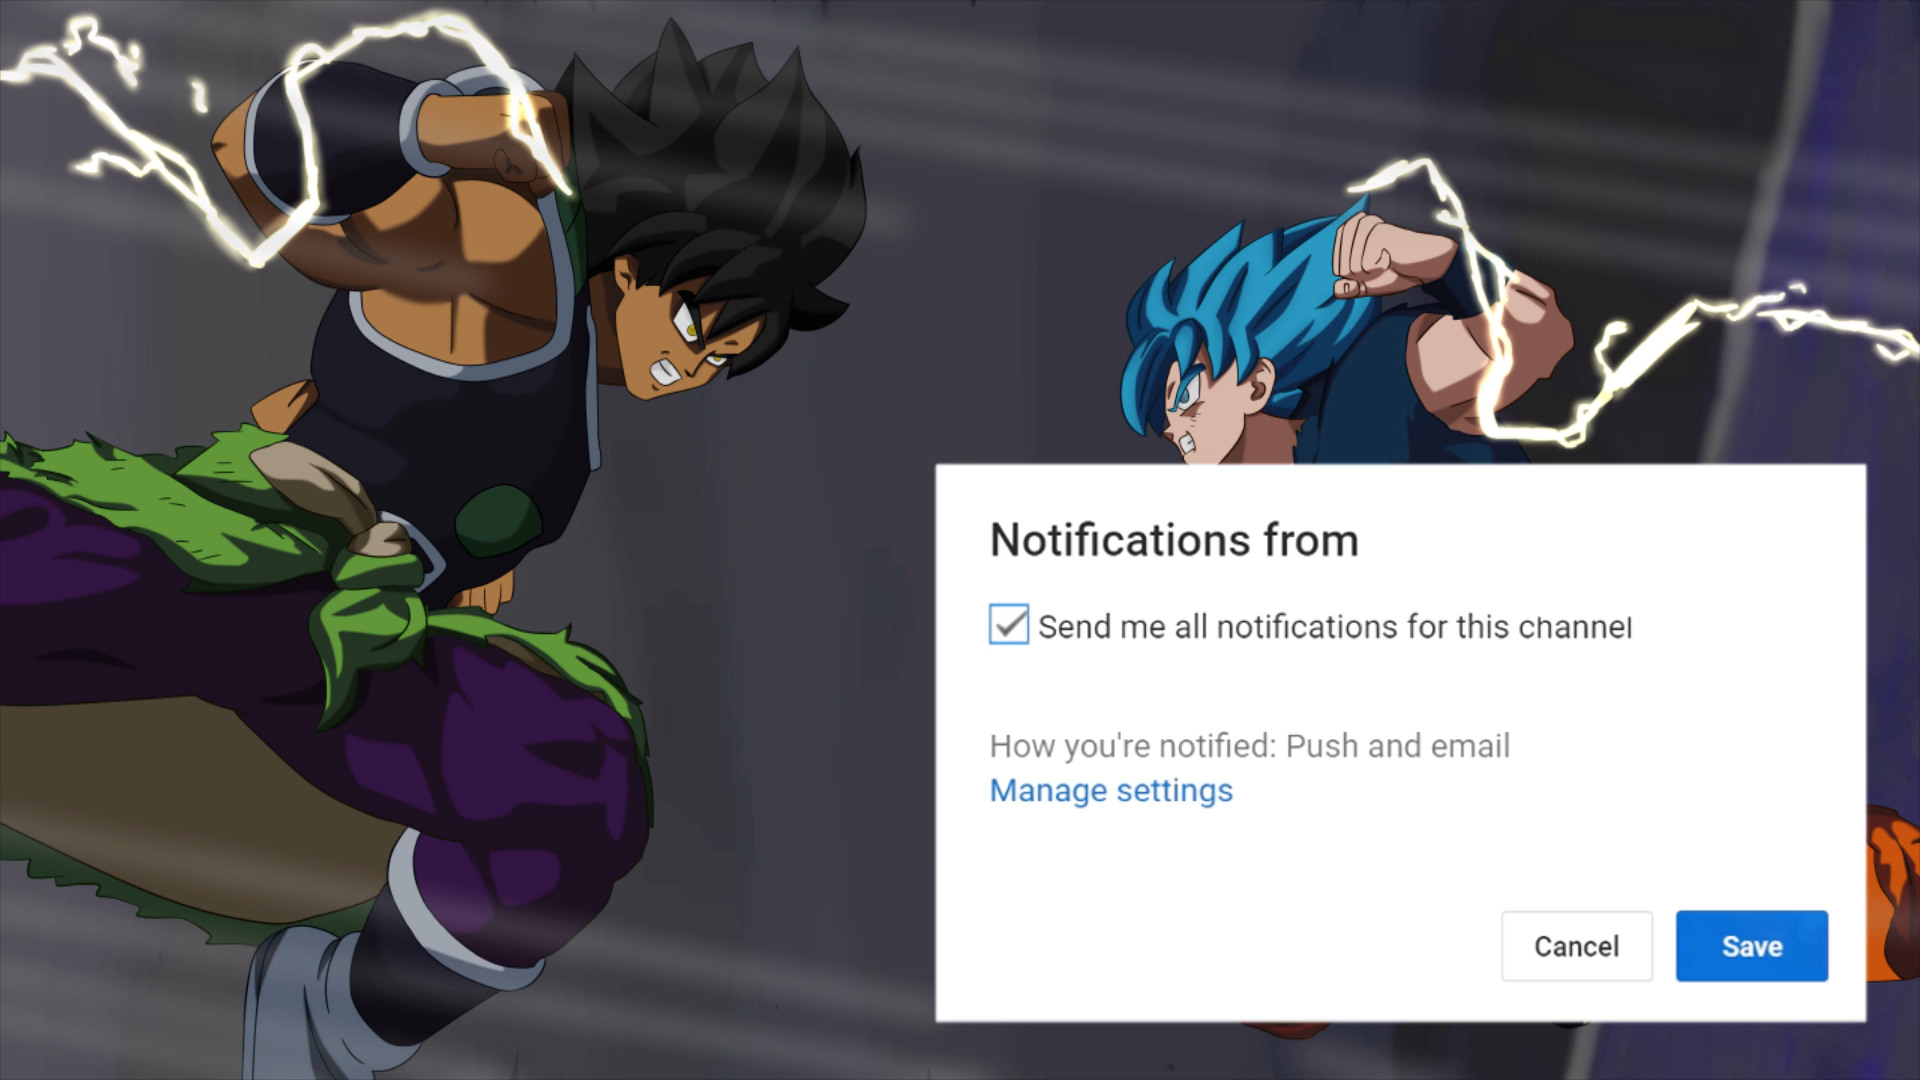 Notifications from
Send me all notifications for this channel
How you're notified: Push and email
Manage settings
Cancel
Save